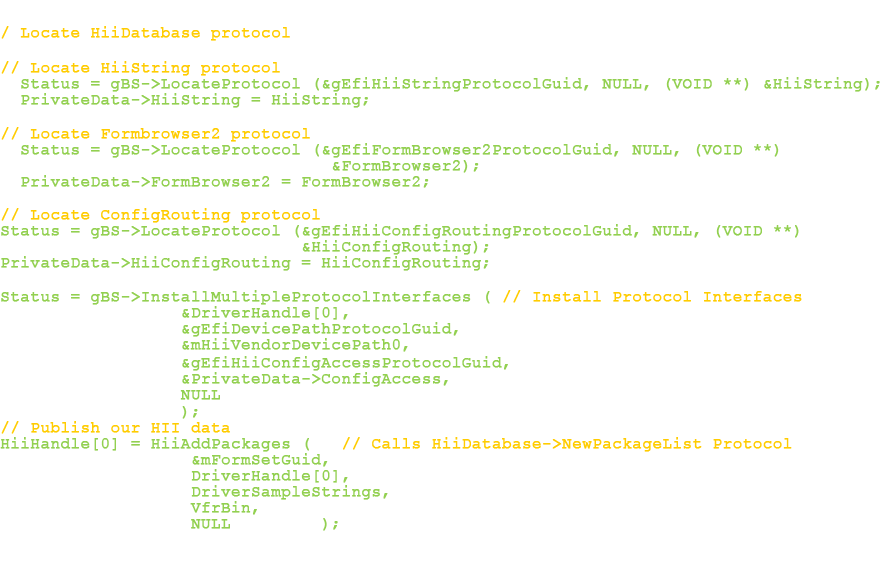 / Locate HiiDatabase protocol
// Locate HiiString protocol
Status = gBS->LocateProtocol (&gEfiHiiStringProtocolGuid, NULL, (VOID **) &HiiString);
PrivateData->HiiString = HiiString;
// Locate Formbrowser2 protocol
Status = gBS->LocateProtocol (&gEfiFormBrowser2ProtocolGuid, NULL, (VOID **)
&FormBrowser2);
PrivateData->FormBrowser2 = FormBrowser2;
// Locate ConfigRouting protocol
Status = gBS->LocateProtocol (&gEfiHiiConfigRoutingProtocolGuid, NULL, (VOID **)
&HiiConfigRouting);
PrivateData->HiiConfigRouting = HiiConfigRouting;
Status = gBS->InstallMultipleProtocolInterfaces ( // Install Protocol Interfaces
&DriverHandle[0],
&gEfiDevicePathProtocolGuid,
&mHiiVendorDevicePath0,
&gEfiHiiConfigAccessProtocolGuid,
&PrivateData->ConfigAccess,
NULL
);
// Publish our HII data
HiiHandle[0] = HiiAddPackages ( // Calls HiiDatabase->NewPackageList Protocol
&mFormSetGuid,
DriverHandle[0],
DriverSampleStrings,
VfrBin,
NULL );